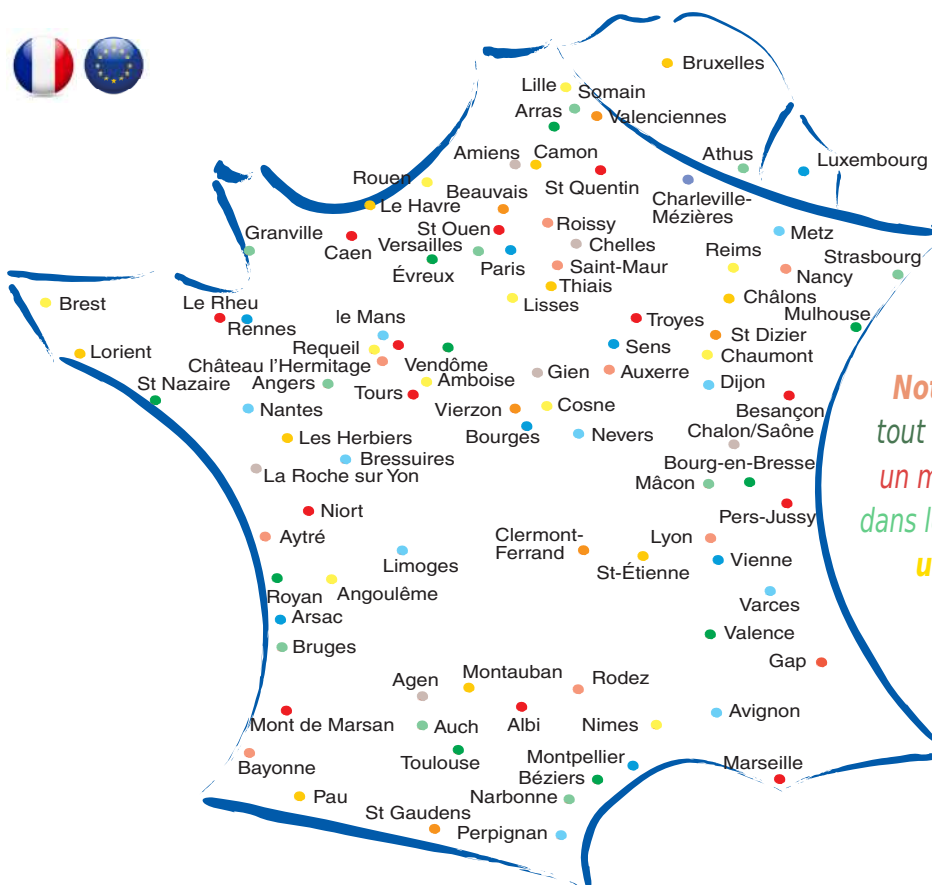 Bruxelles
Lille
Somain
Arras
Valenciennes
Amiens
Camon
Athus
Luxembourg
Rouen
Beauvais
St Quentin
Charleville-
Mézières
Le Havre
Granville
Caen
St Ouen
Versailles
Roissy
Metz
Chelles
Reims
Strasbourg
Évreux
Paris
Saint-Maur
Nancy
Thiais
Brest
Lisses
Châlons
Le Rheu
Rennes
le Mans
Troyes
Mulhouse
Requeil
St Dizier
Lorient
Château l'Hermitage
Vendôme
Sens
Chaumont
St Nazaire
Angers
Amboise
Gien
Auxerre
Dijon
Tours
Nantes
Vierzon
Cosne
Besançon
Bourges
Nevers
Chalon/Saône
Les Herbiers
Bressuires
La Roche sur Yon
Bourg-en-Bresse
Mâcon
Niort
Pers-Jussy
Aytré
Clermont-
Ferrand
Lyon
Limoges
St-Étienne
Vienne
Royan
Angoulême
Varces
Arsac
Bruges
Valence
Gap
Montauban
Agen
Rodez
Mont de Marsan
Auch
Albi
Nimes
Avignon
Bayonne
Toulouse
Montpellier
Béziers
Marseille
Pau
Narbonne
St Gaudens
Perpignan
tout
un
dans